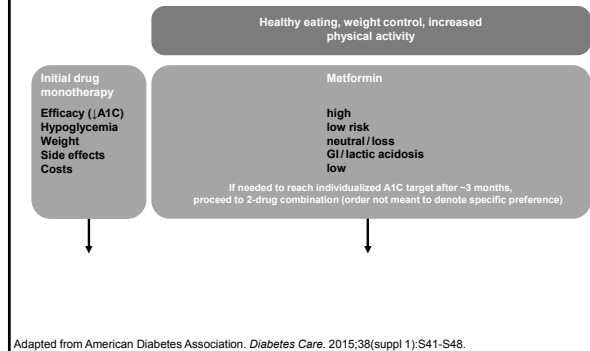 Healthy eating, weight control, increased
physical activity
Initial drug
monotherapy
Efficacy (↓A1C)
Hypoglycemia
Weight
Side effects
Costs
Metformin
high
low risk
neutral/loss
GI/lactic acidosis
low
If needed to reach individualized A1C target after ~3 months,
proceed to 2-drug combination (order not meant to denote specific preference)
Adapted from American Diabetes Association. Diabetes Care. 2015;38(suppl 1):S41-S48.